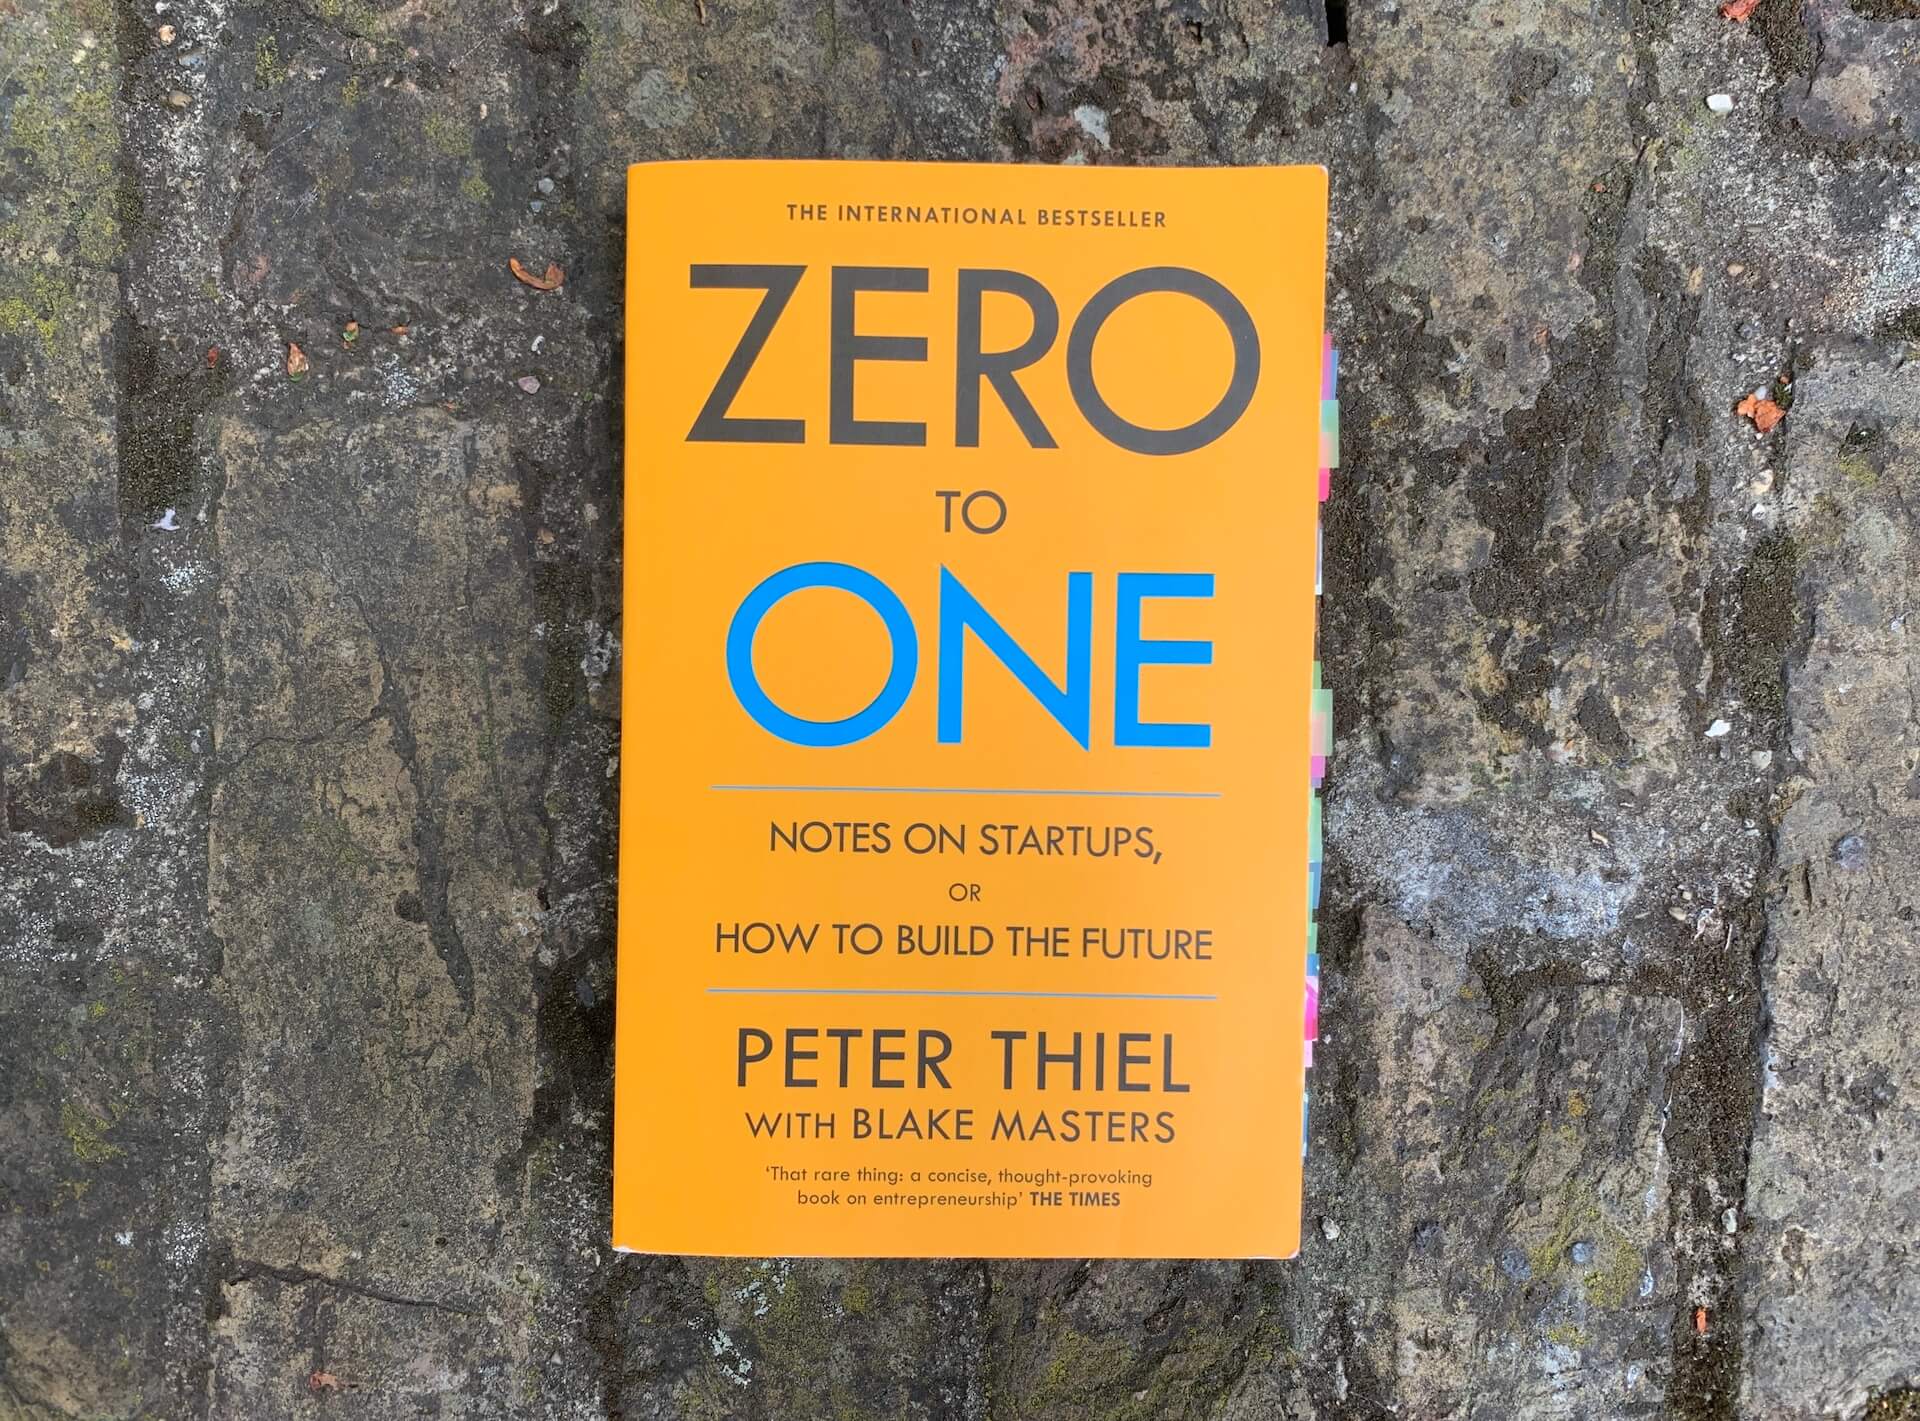 THE INTERNATIONAL BESTSELLER
ZERO
TO
ONE
NOTES ON STARTUPS,
OR
HOW TO BUILD THE FUTURE
PETER THIEL
WITH BLAKE MASTERS
‘That rare thing: a concise, thought-provoking
book on entrepreneurship’ THE TIMES